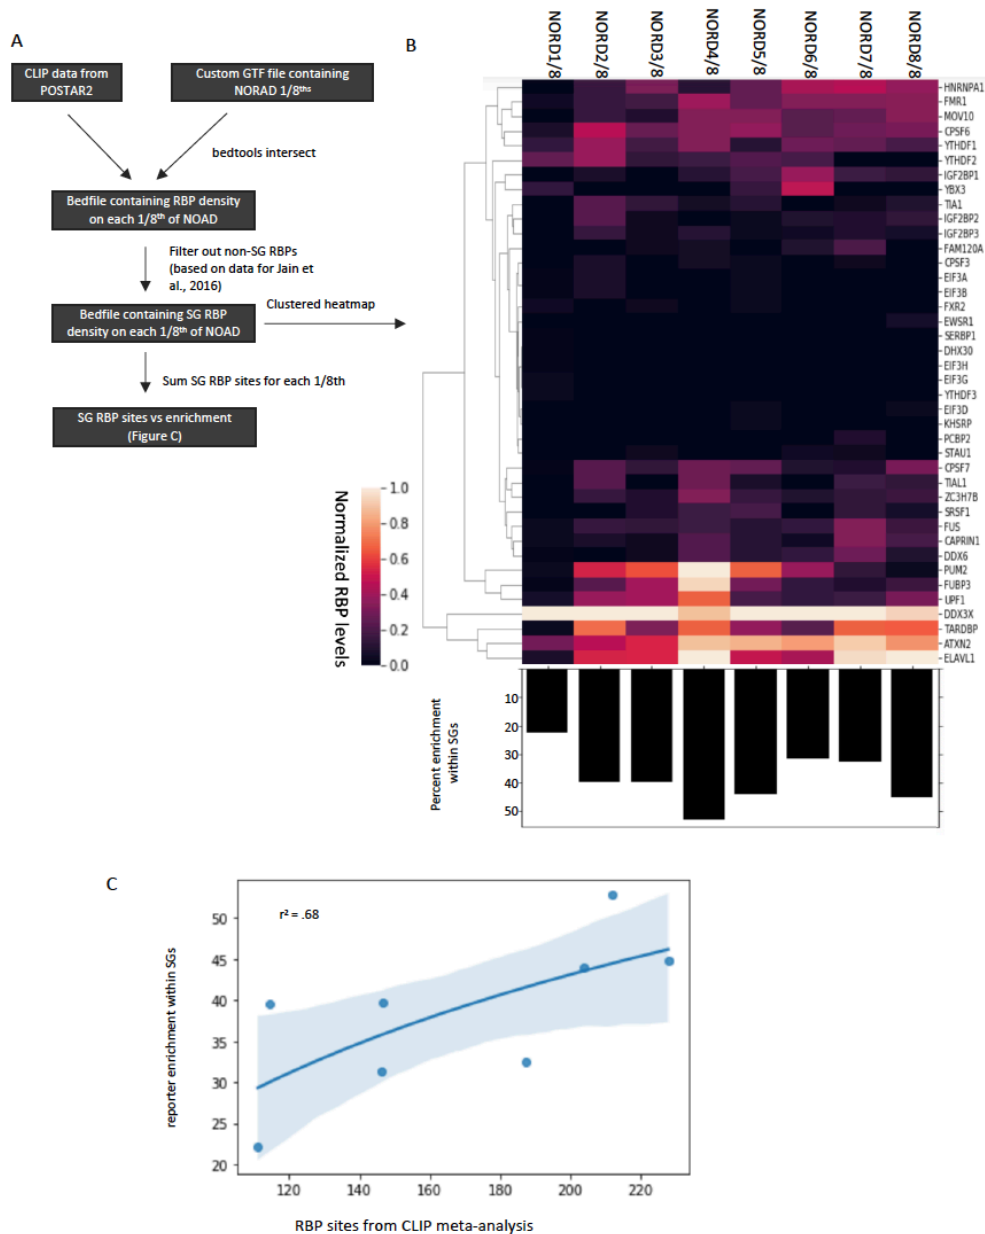 A
CLIP data from
POSTAR2
Custom GTF file containing
NORAD 1/8ths
bedtools intersect
Bedfile containing RBP density
on each 1/8th of NOAD
Filter out non-SG RBPs
(based on data for Jain et
al., 2016)
Bedfile containing SG RBP
density on each 1/8th of NOAD
Clustered heatmap
Sum SG RBP sites for each 1/8th
SG RBP sites vs enrichment
(Figure C)
B
NORD1/8
NORD2/8
NORD3/8
NORD4/8
NORD5/8
NORD6/8
NORD7/8
NORD8/8
HNRNPA1
FMR1
MOV10
CPSF6
YTHDF1
YTHDF2
IGF2BP1
YBX3
TIA1
IGF2BP2
IGF2BP3
FAM120A
CPSF3
EIF3A
EIF3B
FXR2
EWSR1
SERBP1
DHX30
EIF3H
EIF3G
YTHDF3
EIF3D
KHSRP
PCBP2
STAU1
CPSF7
TIAL1
ZC3H7B
SRSF1
FUS
CAPRIN1
DDX6
PUM2
FUBP3
UPF1
DDX3X
TARDBP
ATXN2
ELAVL1
Normalized RBP levels
1.0
0.8
0.6
0.4
0.2
0.0
Percent enrichment
within SGs
10
20
30
40
50
C
r² = .68
reporter enrichment within SGs
50
45
40
35
30
25
20
120
140
160
180
200
220
RBP sites from CLIP meta-analysis